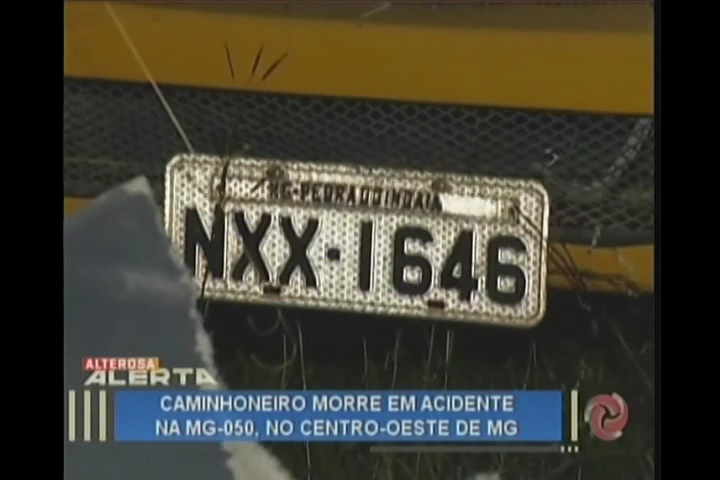 MG-PEDRA DO INDAIA
NXX·1646
ALTEROSA
ALERTA
CAMINHONEIRO MORRE EM ACIDENTE
NA MG-050, NO CENTRO-OESTE DE MG